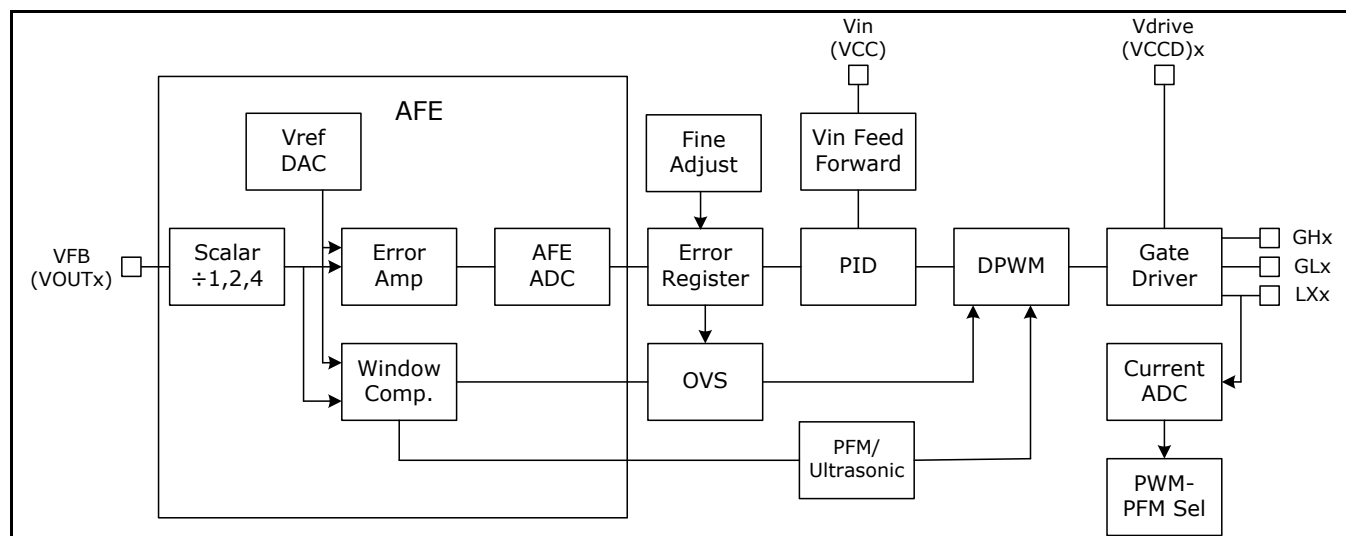 Vin
(VCC)
Vdrive
(VCCD)x
AFE
Vref
DAC
Fine
Adjust
Vin Feed
Forward
VFB
(VOUTx)
Scalar
÷1,2,4
Error
Amp
AFE
ADC
Error
Register
PID
DPWM
Gate
Driver
GHx
GLx
LXx
Window
Comp.
OVS
Current
ADC
PFM/
Ultrasonic
PWM-
PFM Sel